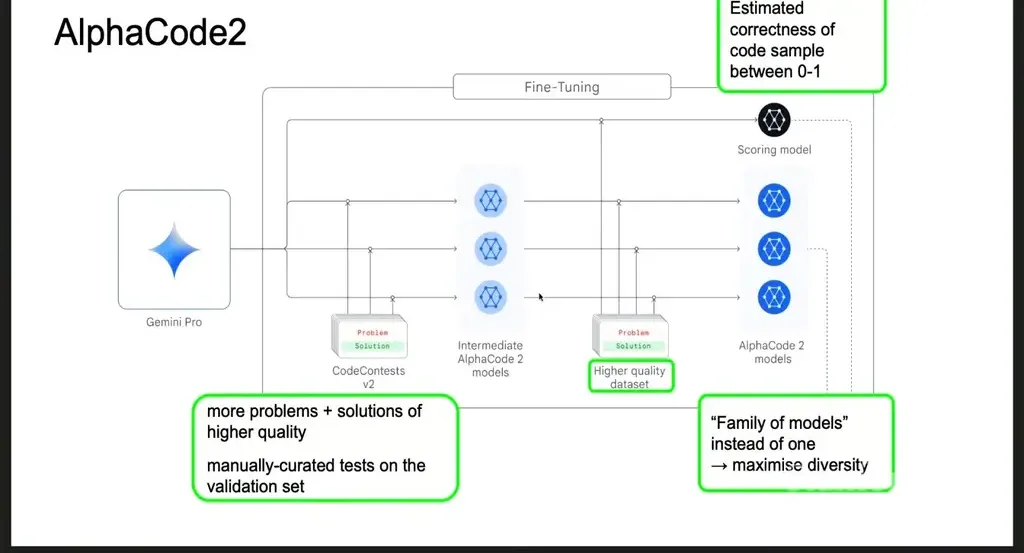 AlphaCode2
Estimated
correctness of
code sample
between 0-1
Fine-Tuning
Scoring model
Gemini Pro
Problem
Solution
CodeContests
v2
Intermediate
AlphaCode 2
models
Problem
Solution
Higher quality
dataset
AlphaCode 2
models
more problems + solutions of
higher quality
manually-curated tests on the
validation set
“Family of models”
instead of one
→ maximise diversity